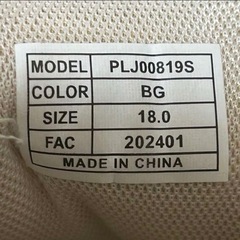 MODEL PLJ00819S
COLOR BG
SIZE 18.0
FAC 202401
MADE IN CHINA